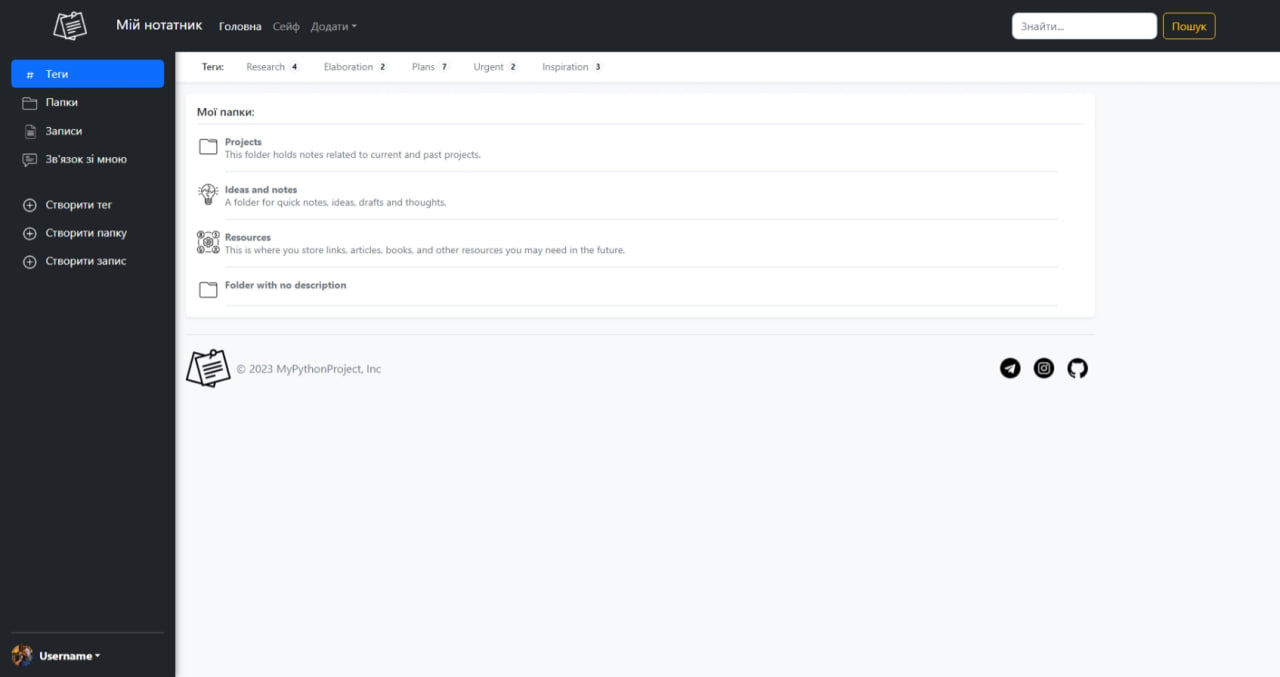 Мій нотатник Головна Сейф Додати Знайти... Пошук
# Теги
Папки
Записи
Зв'язок зі мною
Створити тег
Створити папку
Створити запис
Username
Теги: Research 4 Elaboration 2 Plans 7 Urgent 2 Inspiration 3
Мої папки:
Projects
This folder holds notes related to current and past projects.
Ideas and notes
A folder for quick notes, ideas, drafts and thoughts.
Resources
This is where you store links, articles, books, and other resources you may need in the future.
Folder with no description
© 2023 MyPythonProject, Inc